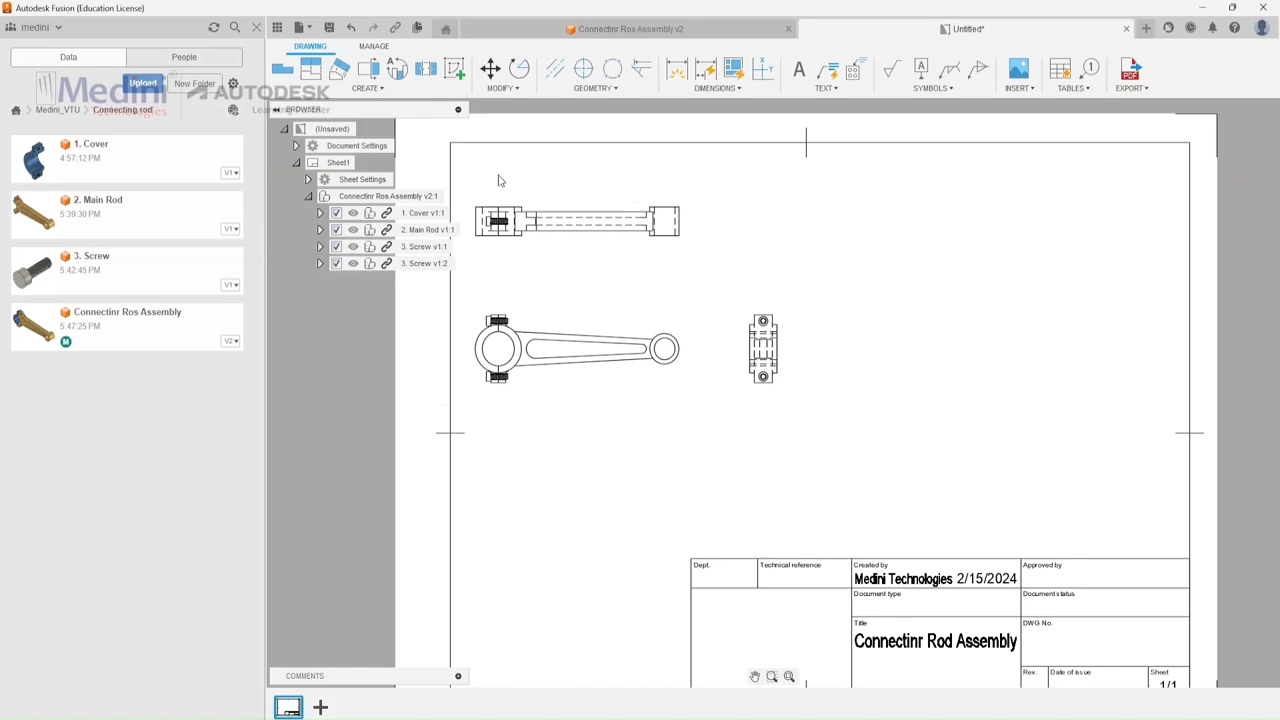 Autodesk Fusion (Education License)
medini
Connectinr Ros Assembly v2
Untitled*
Data
People
DRAWING
MANAGE
Upload
New Folder
Medini
Technologies
AUTODESK
Medini_VTU
Connecting rod
CREATE
MODIFY
GEOMETRY
DIMENSIONS
TEXT
SYMBOLS
INSERT
TABLES
EXPORT
PDF
BROWSER
(Unsaved)
Document Settings
Sheet1
Sheet Settings
Connectinr Ros Assembly v2:1
1. Cover v1:1
2. Main Rod v1:1
3. Screw v1:1
3. Screw v1:2
1. Cover
4:57:12 PM
V1
2. Main Rod
5:39:30 PM
V1
3. Screw
5:42:45 PM
V1
Connectinr Ros Assembly
5:47:25 PM
M
V2
Dept.
Technical reference
Created by
Approved by
Medini Technologies 2/15/2024
Document type
Document status
Title
DWG No.
Connectinr Rod Assembly
Rev.
Date of issue
Sheet
1/1
COMMENTS